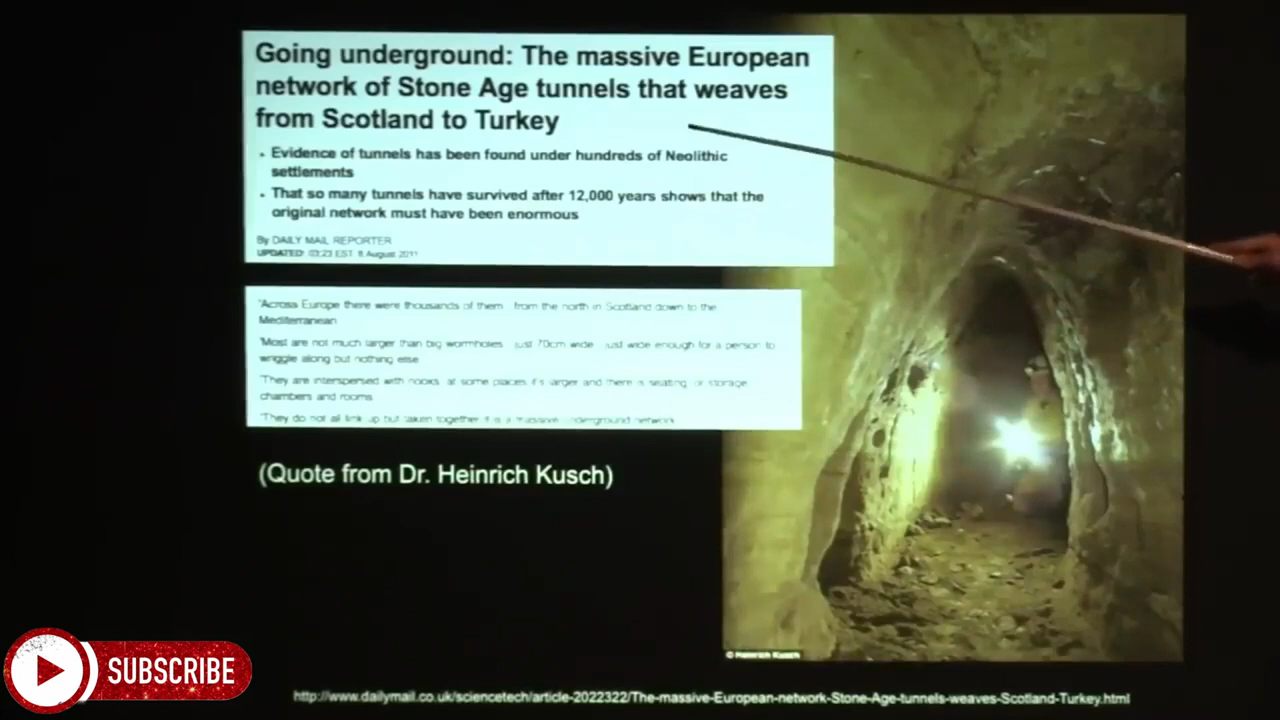 Going underground: The massive European
network of Stone Age tunnels that weaves
from Scotland to Turkey
• Evidence of tunnels has been found under hundreds of Neolithic
settlements
• That so many tunnels have survived after 12,000 years shows that the
original network must have been enormous
By DAILY MAIL REPORTER
UPDATED: 03:23 EST, 8 August 2011
"Across Europe there were thousands of them from the north in Scotland down to the
Mediterranean
'Most are not much larger than big wormholes just 70cm wide just wide enough for a person to
wriggle along but nothing else
"They are interspersed with nooks, at some places it's larger and there is seating, or storage
chambers and rooms
"They do not all link up but taken together it is a massive underground network
(Quote from Dr. Heinrich Kusch)
© Heinrich Kusch
SUBSCRIBE
http://www.dailymail.co.uk/sciencetech/article-2022322/The-massive-European-network-Stone-Age-tunnels-weaves-Scotland-Turkey.html